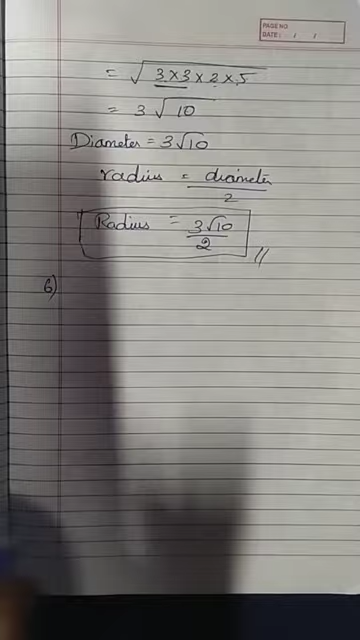 PAGE NO
DATE: / /
= √3×3×2×5
= 3√10
Diameter = 3√10
radius = diameter/2
Radius = 3√10/2 //
6)